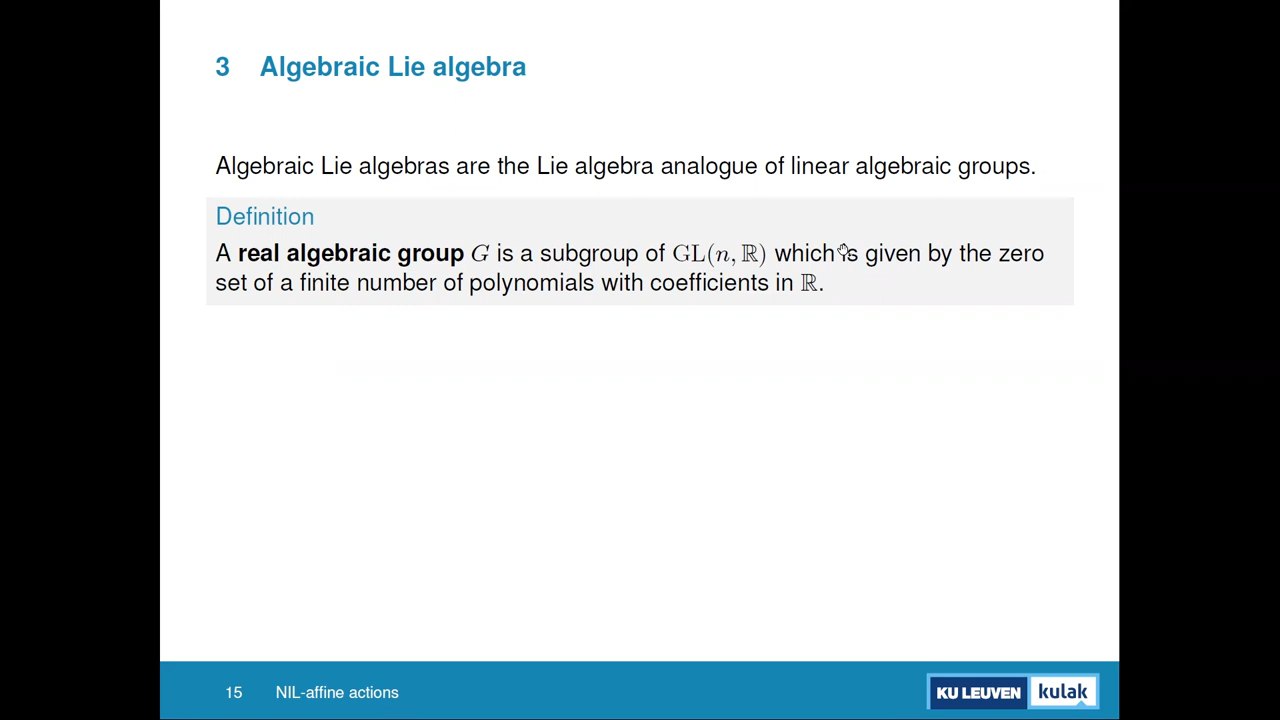 3 Algebraic Lie algebra
Algebraic Lie algebras are the Lie algebra analogue of linear algebraic groups.
Definition
A real algebraic group G is a subgroup of GL(n, ℝ) which is given by the zero
set of a finite number of polynomials with coefficients in ℝ.
15 NIL-affine actions
KU LEUVEN kulak